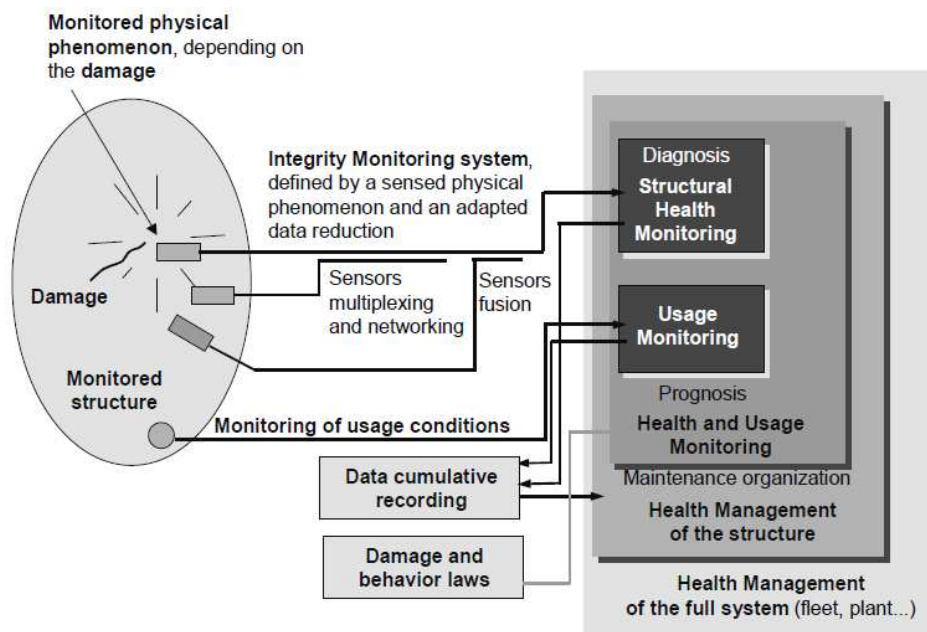 Monitored physical
phenomenon, depending on
the damage
Integrity Monitoring system,
defined by a sensed physical
phenomenon and an adapted
data reduction
Sensors
multiplexing
and networking
Sensors
fusion
Damage
Monitored
structure
Monitoring of usage conditions
Data cumulative
recording
Damage and
behavior laws
Diagnosis
Structural
Health
Monitoring
Usage
Monitoring
Prognosis
Health and Usage
Monitoring
Maintenance organization
Health Management
of the structure
Health Management
of the full system (fleet, plant...)